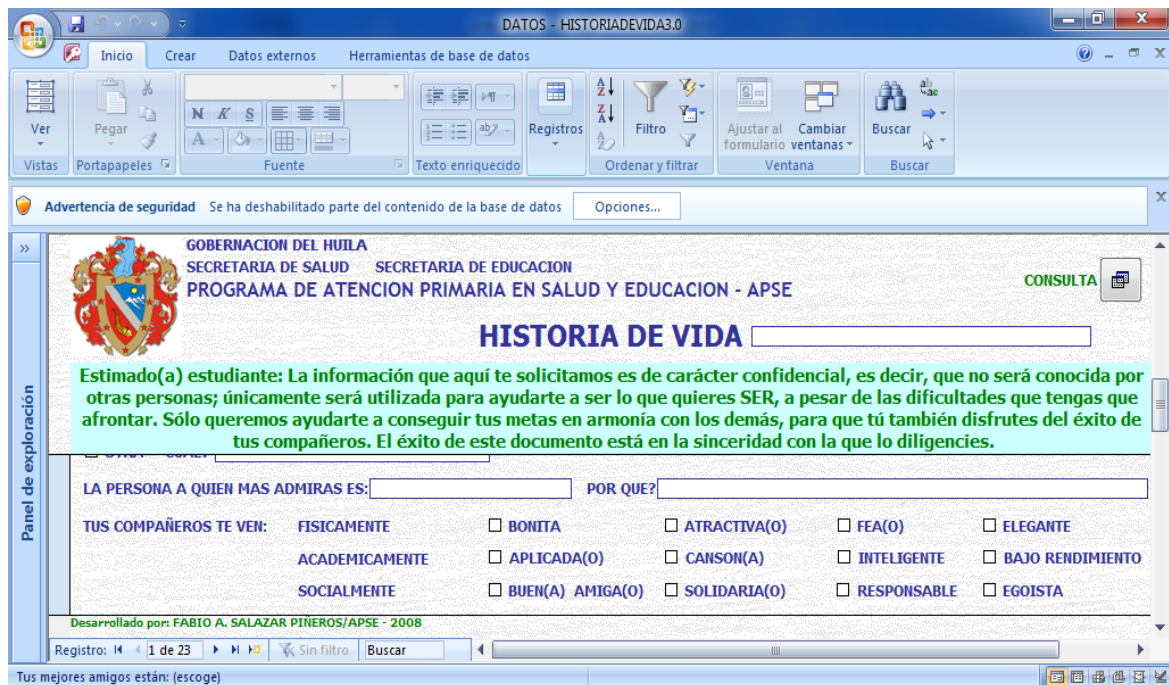 DATOS - HISTORIADEVIDA3.0
Inicio Crear Datos externos Herramientas de base de datos
Ver
Pegar
N K S
A
ab
Registros
A Z
Z A
Filtro
Ajustar al formulario
Cambiar ventanas
Buscar
Vistas Portapapeles Fuente Texto enriquecido Ordenar y filtrar Ventana Buscar
Advertencia de seguridad Se ha deshabilitado parte del contenido de la base de datos Opciones...
Panel de exploración
GOBERNACION DEL HUILA
SECRETARIA DE SALUD SECRETARIA DE EDUCACION
PROGRAMA DE ATENCION PRIMARIA EN SALUD Y EDUCACION - APSE
CONSULTA
HISTORIA DE VIDA
Estimado(a) estudiante: La información que aquí te solicitamos es de carácter confidencial, es decir, que no será conocida por
otras personas; únicamente será utilizada para ayudarte a ser lo que quieres SER, a pesar de las dificultades que tengas que
afrontar. Sólo queremos ayudarte a conseguir tus metas en armonía con los demás, para que tú también disfrutes del éxito de
tus compañeros. El éxito de este documento está en la sinceridad con la que lo diligencies.
LA PERSONA A QUIEN MAS ADMIRAS ES: POR QUE?
TUS COMPAÑEROS TE VEN: FISICAMENTE BONITA ATRACTIVA(O) FEA(O) ELEGANTE
ACADEMICAMENTE APLICADA(O) CANSON(A) INTELIGENTE BAJO RENDIMIENTO
SOCIALMENTE BUEN(A) AMIGA(O) SOLIDARIA(O) RESPONSABLE EGOISTA
Desarrollado por: FABIO A. SALAZAR PIÑEROS/APSE - 2008
Registro: 1 de 23 Sin filtro Buscar
Tus mejores amigos están: (escoge)